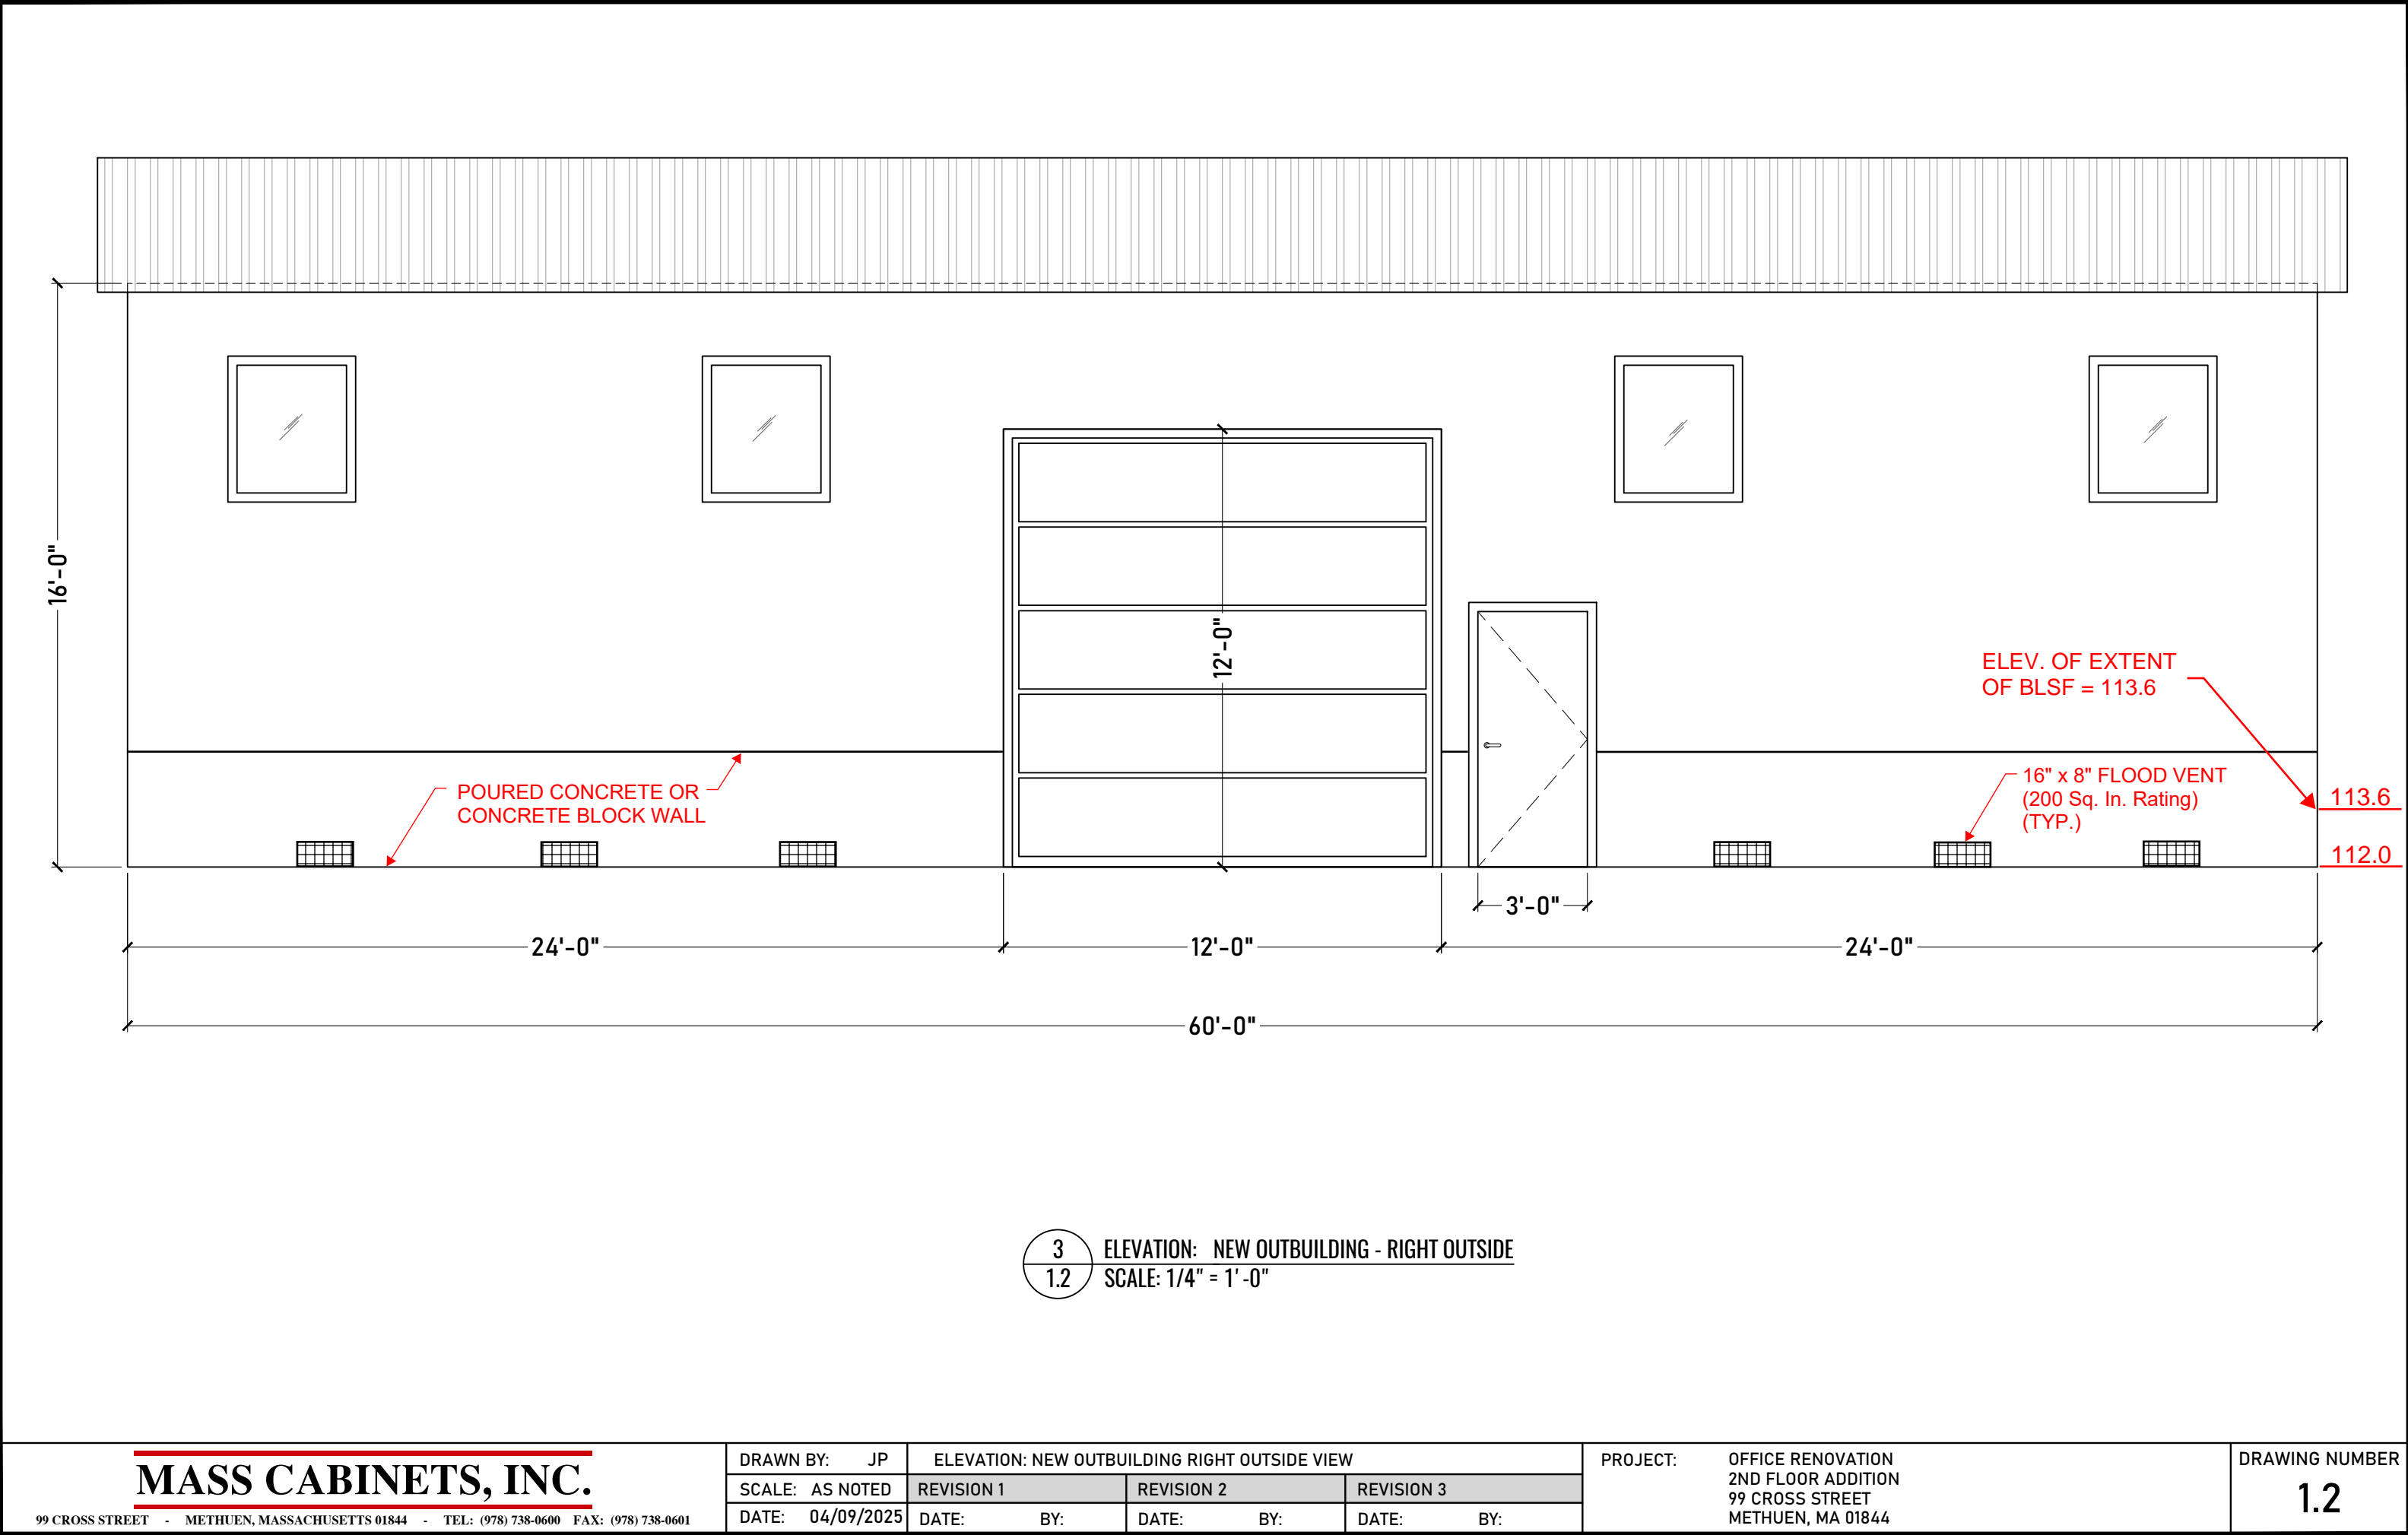 16'-0"
12'-0"
ELEV. OF EXTENT
OF BLSF = 113.6
POURED CONCRETE OR
CONCRETE BLOCK WALL
16" x 8" FLOOD VENT
(200 Sq. In. Rating)
(TYP.)
113.6
112.0
3'-0"
24'-0"
12'-0"
24'-0"
60'-0"
3
1.2
ELEVATION: NEW OUTBUILDING - RIGHT OUTSIDE
SCALE: 1/4" = 1'-0"
MASS CABINETS, INC.
99 CROSS STREET - METHUEN, MASSACHUSETTS 01844 - TEL: (978) 738-0600 FAX: (978) 738-0601
DRAWN BY: JP
SCALE: AS NOTED
DATE: 04/09/2025
ELEVATION: NEW OUTBUILDING RIGHT OUTSIDE VIEW
REVISION 1
DATE: BY:
REVISION 2
DATE: BY:
REVISION 3
DATE: BY:
PROJECT: OFFICE RENOVATION
2ND FLOOR ADDITION
99 CROSS STREET
METHUEN, MA 01844
DRAWING NUMBER
1.2